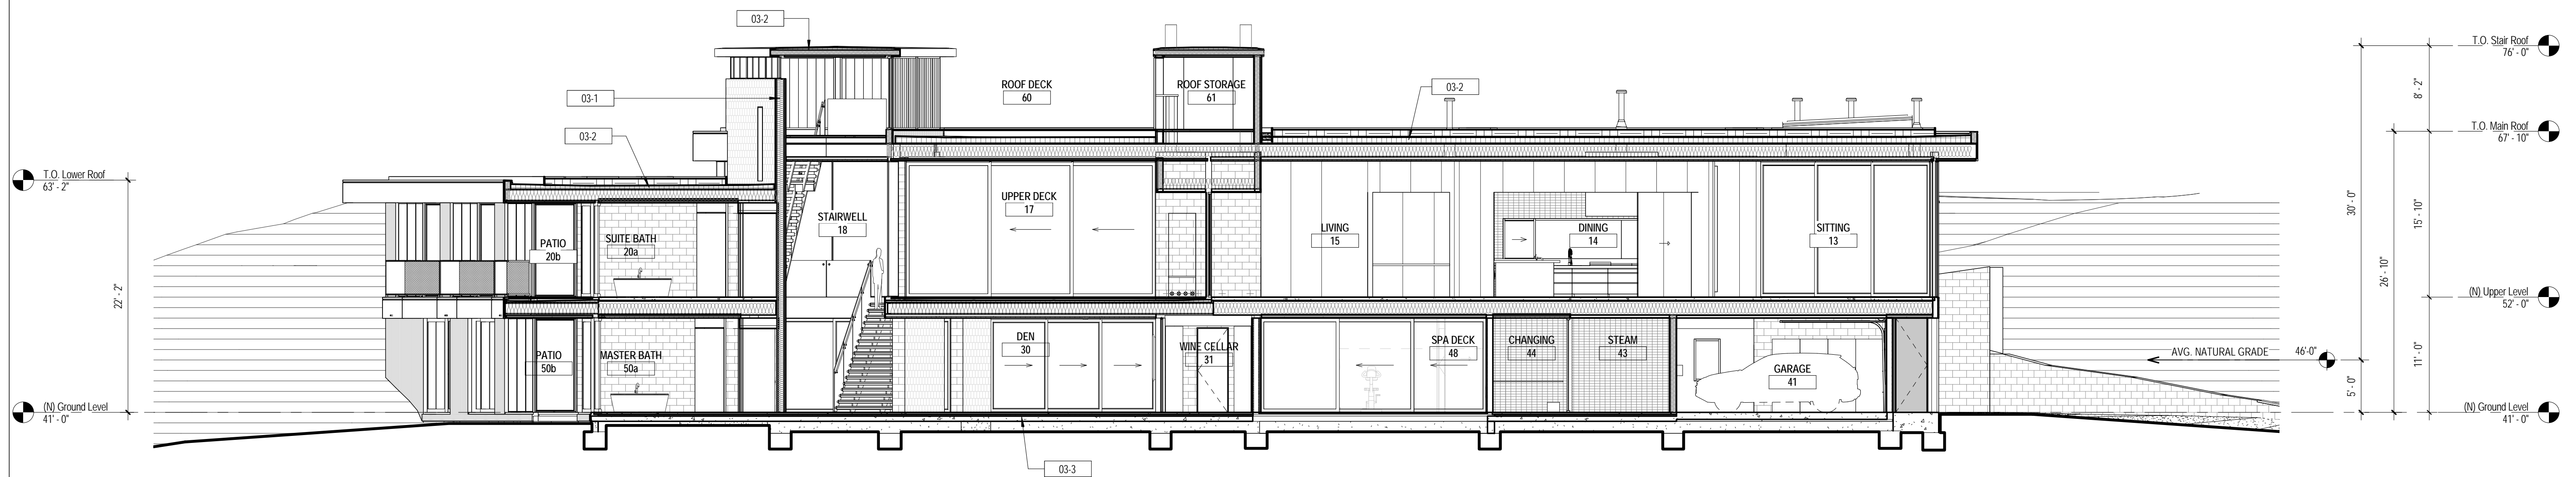 03-2
T.O. Stair Roof
76' - 0"
ROOF DECK
60
ROOF STORAGE
61
03-2
8' - 2"
03-1
03-2
T.O. Main Roof
67' - 10"
T.O. Lower Roof
63' - 2"
UPPER DECK
17
STAIRWELL
18
PATIO
20b
SUITE BATH
20a
LIVING
15
DINING
14
SITTING
13
30' - 0"
15' - 10"
26' - 10"
22' - 2"
(N) Upper Level
52' - 0"
PATIO
50b
MASTER BATH
50a
DEN
30
WINE CELLAR
31
SPA DECK
48
CHANGING
44
STEAM
43
GARAGE
41
AVG. NATURAL GRADE
46'-0"
11' - 0"
5' - 0"
(N) Ground Level
41' - 0"
(N) Ground Level
41' - 0"
03-3